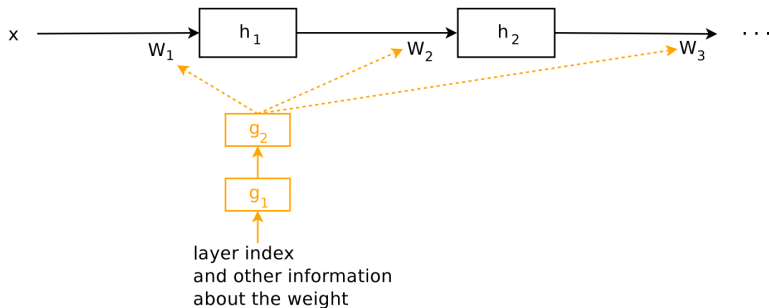 x
h1
h2
. . .
W1
W2
W3
g2
g1
layer index
and other information
about the weight